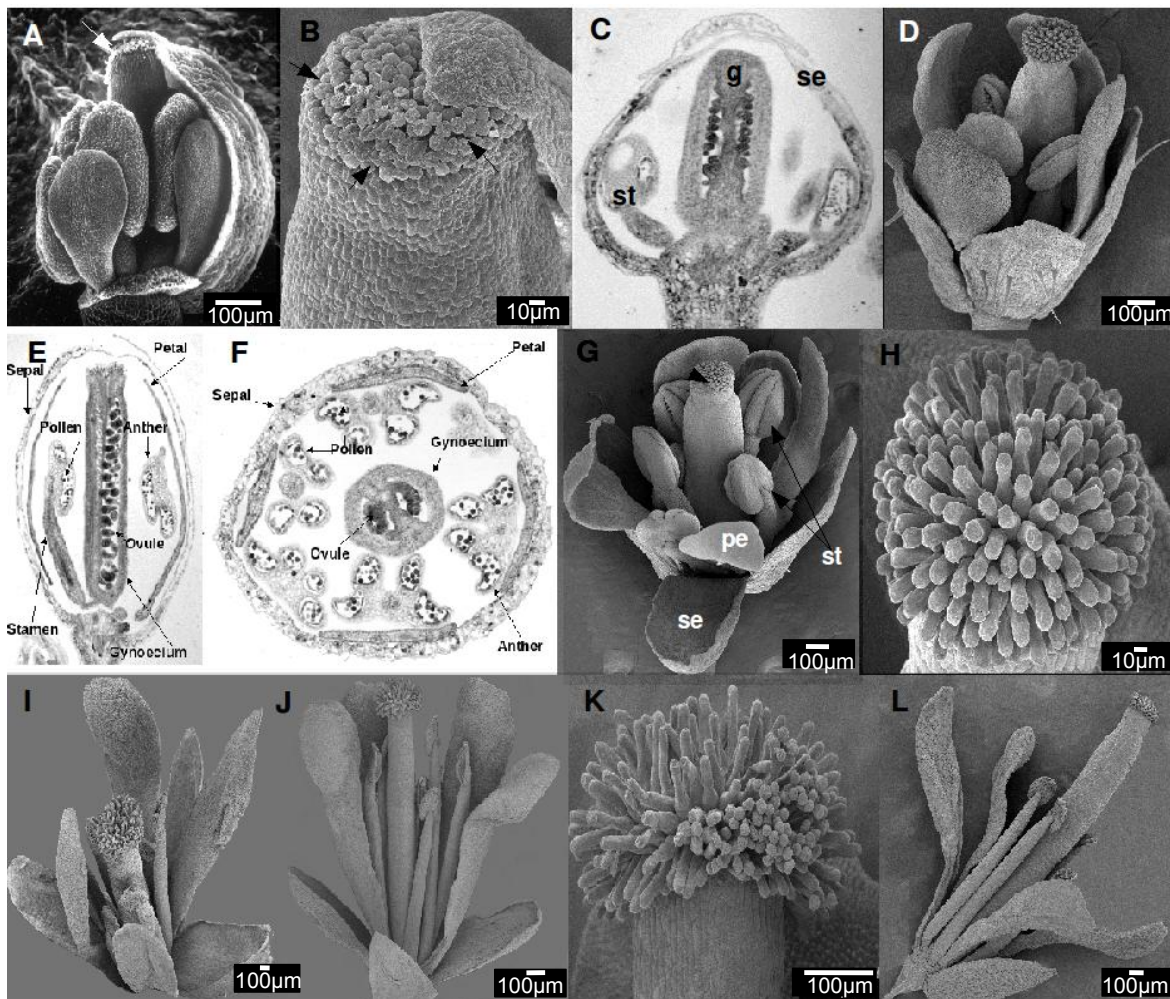 A
100µm
B
10µm
C
g
se
st
D
100µm
E
Petal
Sepal
Pollen
Anther
Ovule
Stamen
Gynoecium
F
Petal
Sepal
Gynoecium
Pollen
Ovule
Anther
G
pe
st
se
100µm
H
10µm
I
100µm
J
100µm
K
100µm
L
100µm